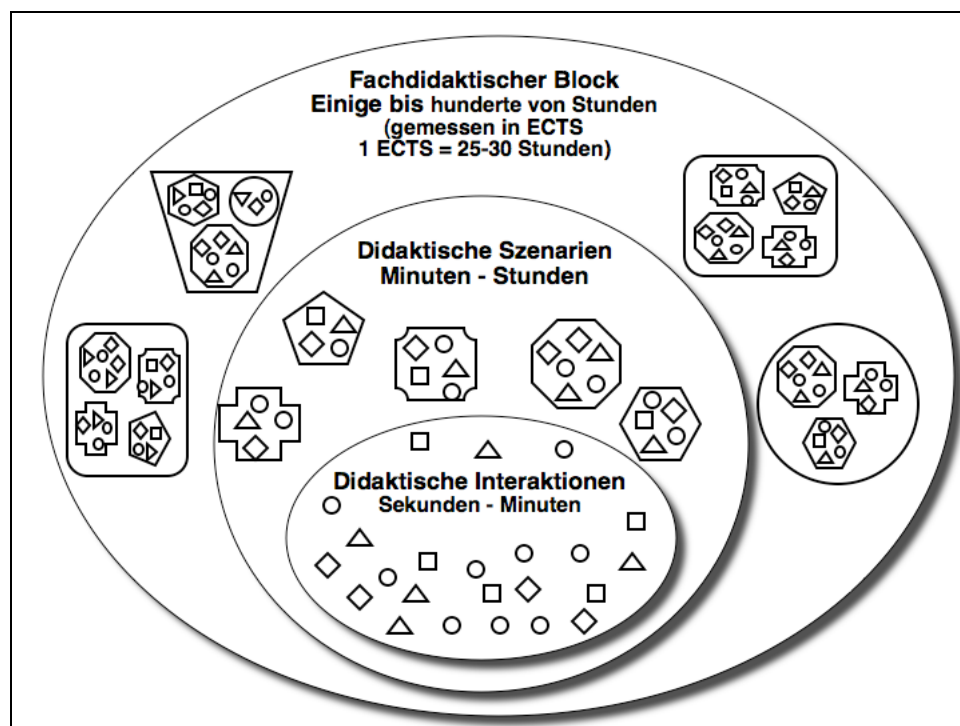 Fachdidaktischer Block
Einige bis hunderte von Stunden
(gemessen in ECTS
1 ECTS = 25-30 Stunden)
Didaktische Szenarien
Minuten - Stunden
Didaktische Interaktionen
Sekunden - Minuten